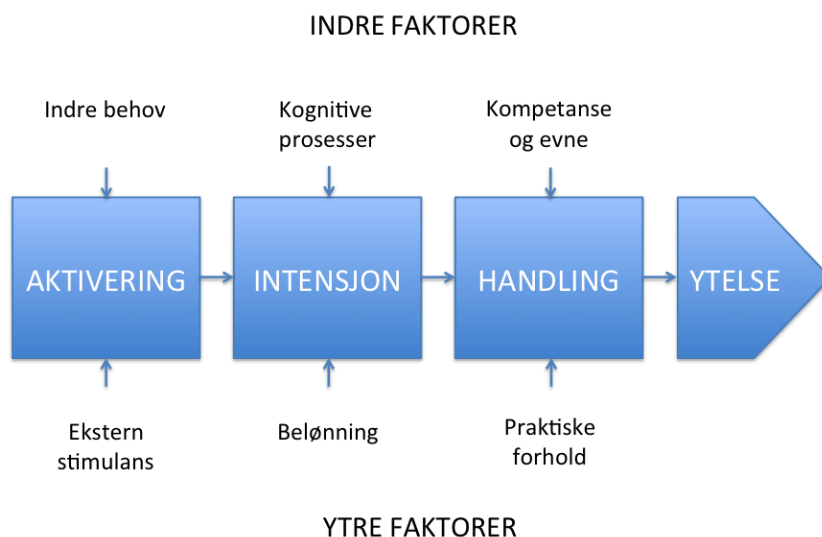 INDRE FAKTORER
Indre behov
Kognitive
prosesser
Kompetanse
og evne
AKTIVERING
INTENSJON
HANDLING
YTELSE
Ekstern
stimulans
Belønning
Praktiske
forhold
YTRE FAKTORER